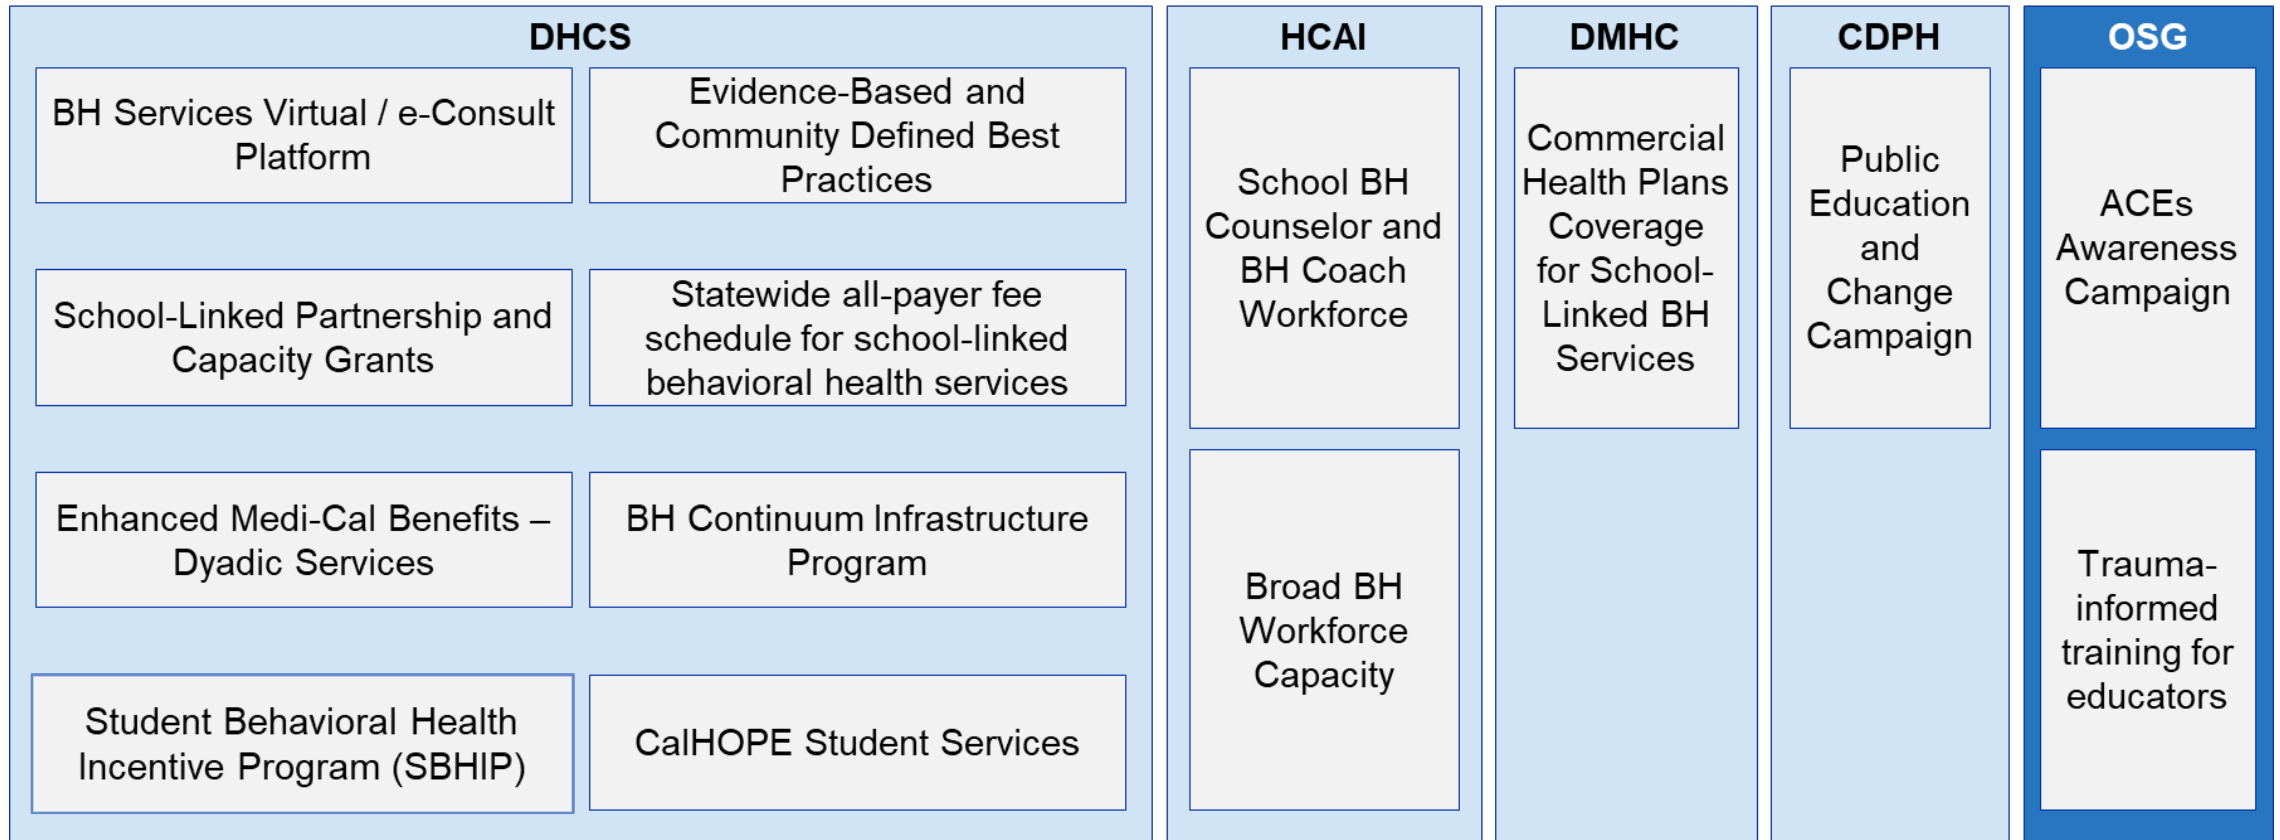 DHCS
BH Services Virtual / e-Consult
Platform
Evidence-Based and
Community Defined Best
Practices
School-Linked Partnership and
Capacity Grants
Statewide all-payer fee
schedule for school-linked
behavioral health services
Enhanced Medi-Cal Benefits –
Dyadic Services
BH Continuum Infrastructure
Program
Student Behavioral Health
Incentive Program (SBHIP)
CalHOPE Student Services
HCAI
School BH
Counselor and
BH Coach
Workforce
Broad BH
Workforce
Capacity
DMHC
Commercial
Health Plans
Coverage
for School-
Linked BH
Services
CDPH
Public
Education
and
Change
Campaign
OSG
ACEs
Awareness
Campaign
Trauma-
informed
training for
educators